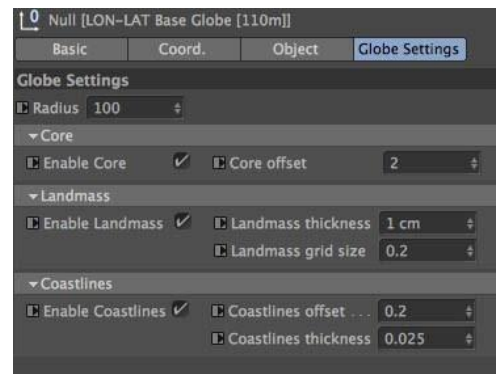 Null [LON-LAT Base Globe [110m]]
Basic Coord. Object Globe Settings
Globe Settings
Radius 100
Core
Enable Core Core offset 2
Landmass
Enable Landmass Landmass thickness 1 cm
Landmass grid size 0.2
Coastlines
Enable Coastlines Coastlines offset . . . 0.2
Coastlines thickness 0.025